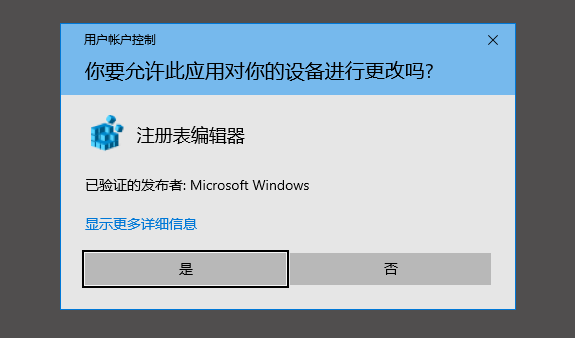 用户帐户控制
你要允许此应用对你的设备进行更改吗?
注册表编辑器
已验证的发布者: Microsoft Windows
显示更多详细信息
是
否